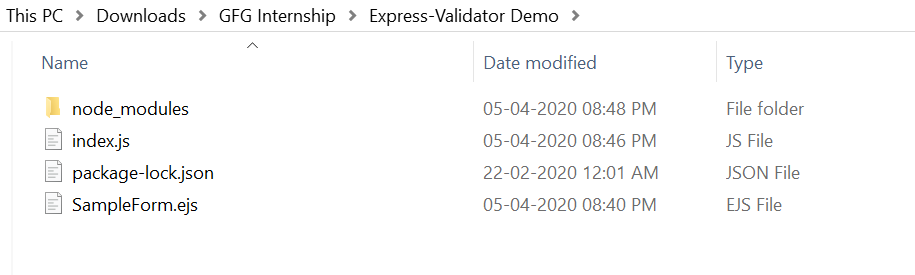 This PC > Downloads > GFG Internship > Express-Validator Demo >
Name Date modified Type
node_modules 05-04-2020 08:48 PM File folder
index.js 05-04-2020 08:46 PM JS File
package-lock.json 22-02-2020 12:01 AM JSON File
SampleForm.ejs 05-04-2020 08:40 PM EJS File